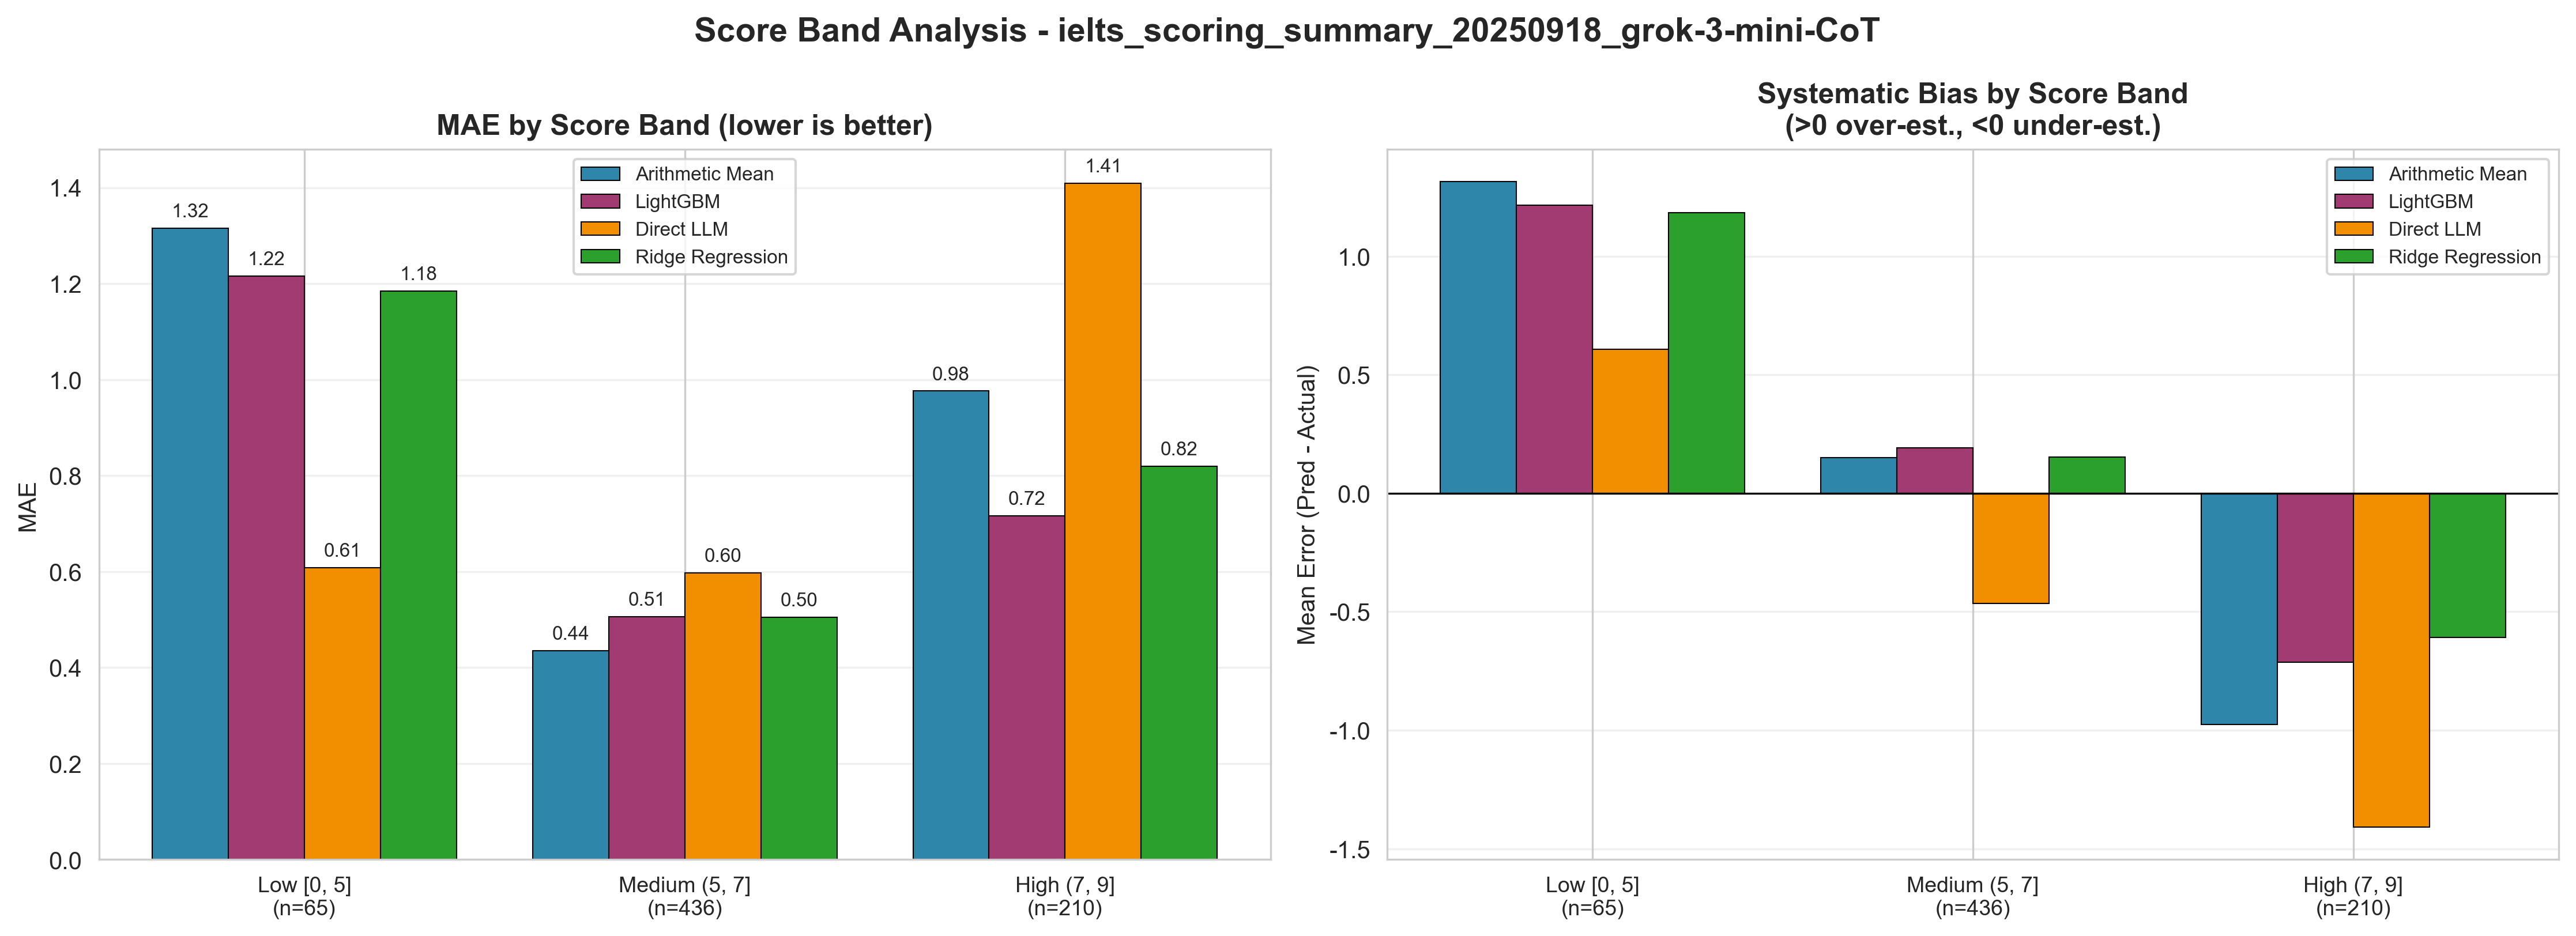 Score Band Analysis - ielts_scoring_summary_20250918_grok-3-mini-CoT
MAE by Score Band (lower is better)
MAE
1.4
1.2
1.0
0.8
0.6
0.4
0.2
0.0
Arithmetic Mean
LightGBM
Direct LLM
Ridge Regression
1.32
1.22
0.61
1.18
0.44
0.51
0.60
0.50
0.98
0.72
1.41
0.82
Low [0, 5]
(n=65)
Medium (5, 7]
(n=436)
High (7, 9]
(n=210)
Systematic Bias by Score Band
(>0 over-est., <0 under-est.)
Mean Error (Pred - Actual)
1.0
0.5
0.0
-0.5
-1.0
-1.5
Arithmetic Mean
LightGBM
Direct LLM
Ridge Regression
Low [0, 5]
(n=65)
Medium (5, 7]
(n=436)
High (7, 9]
(n=210)